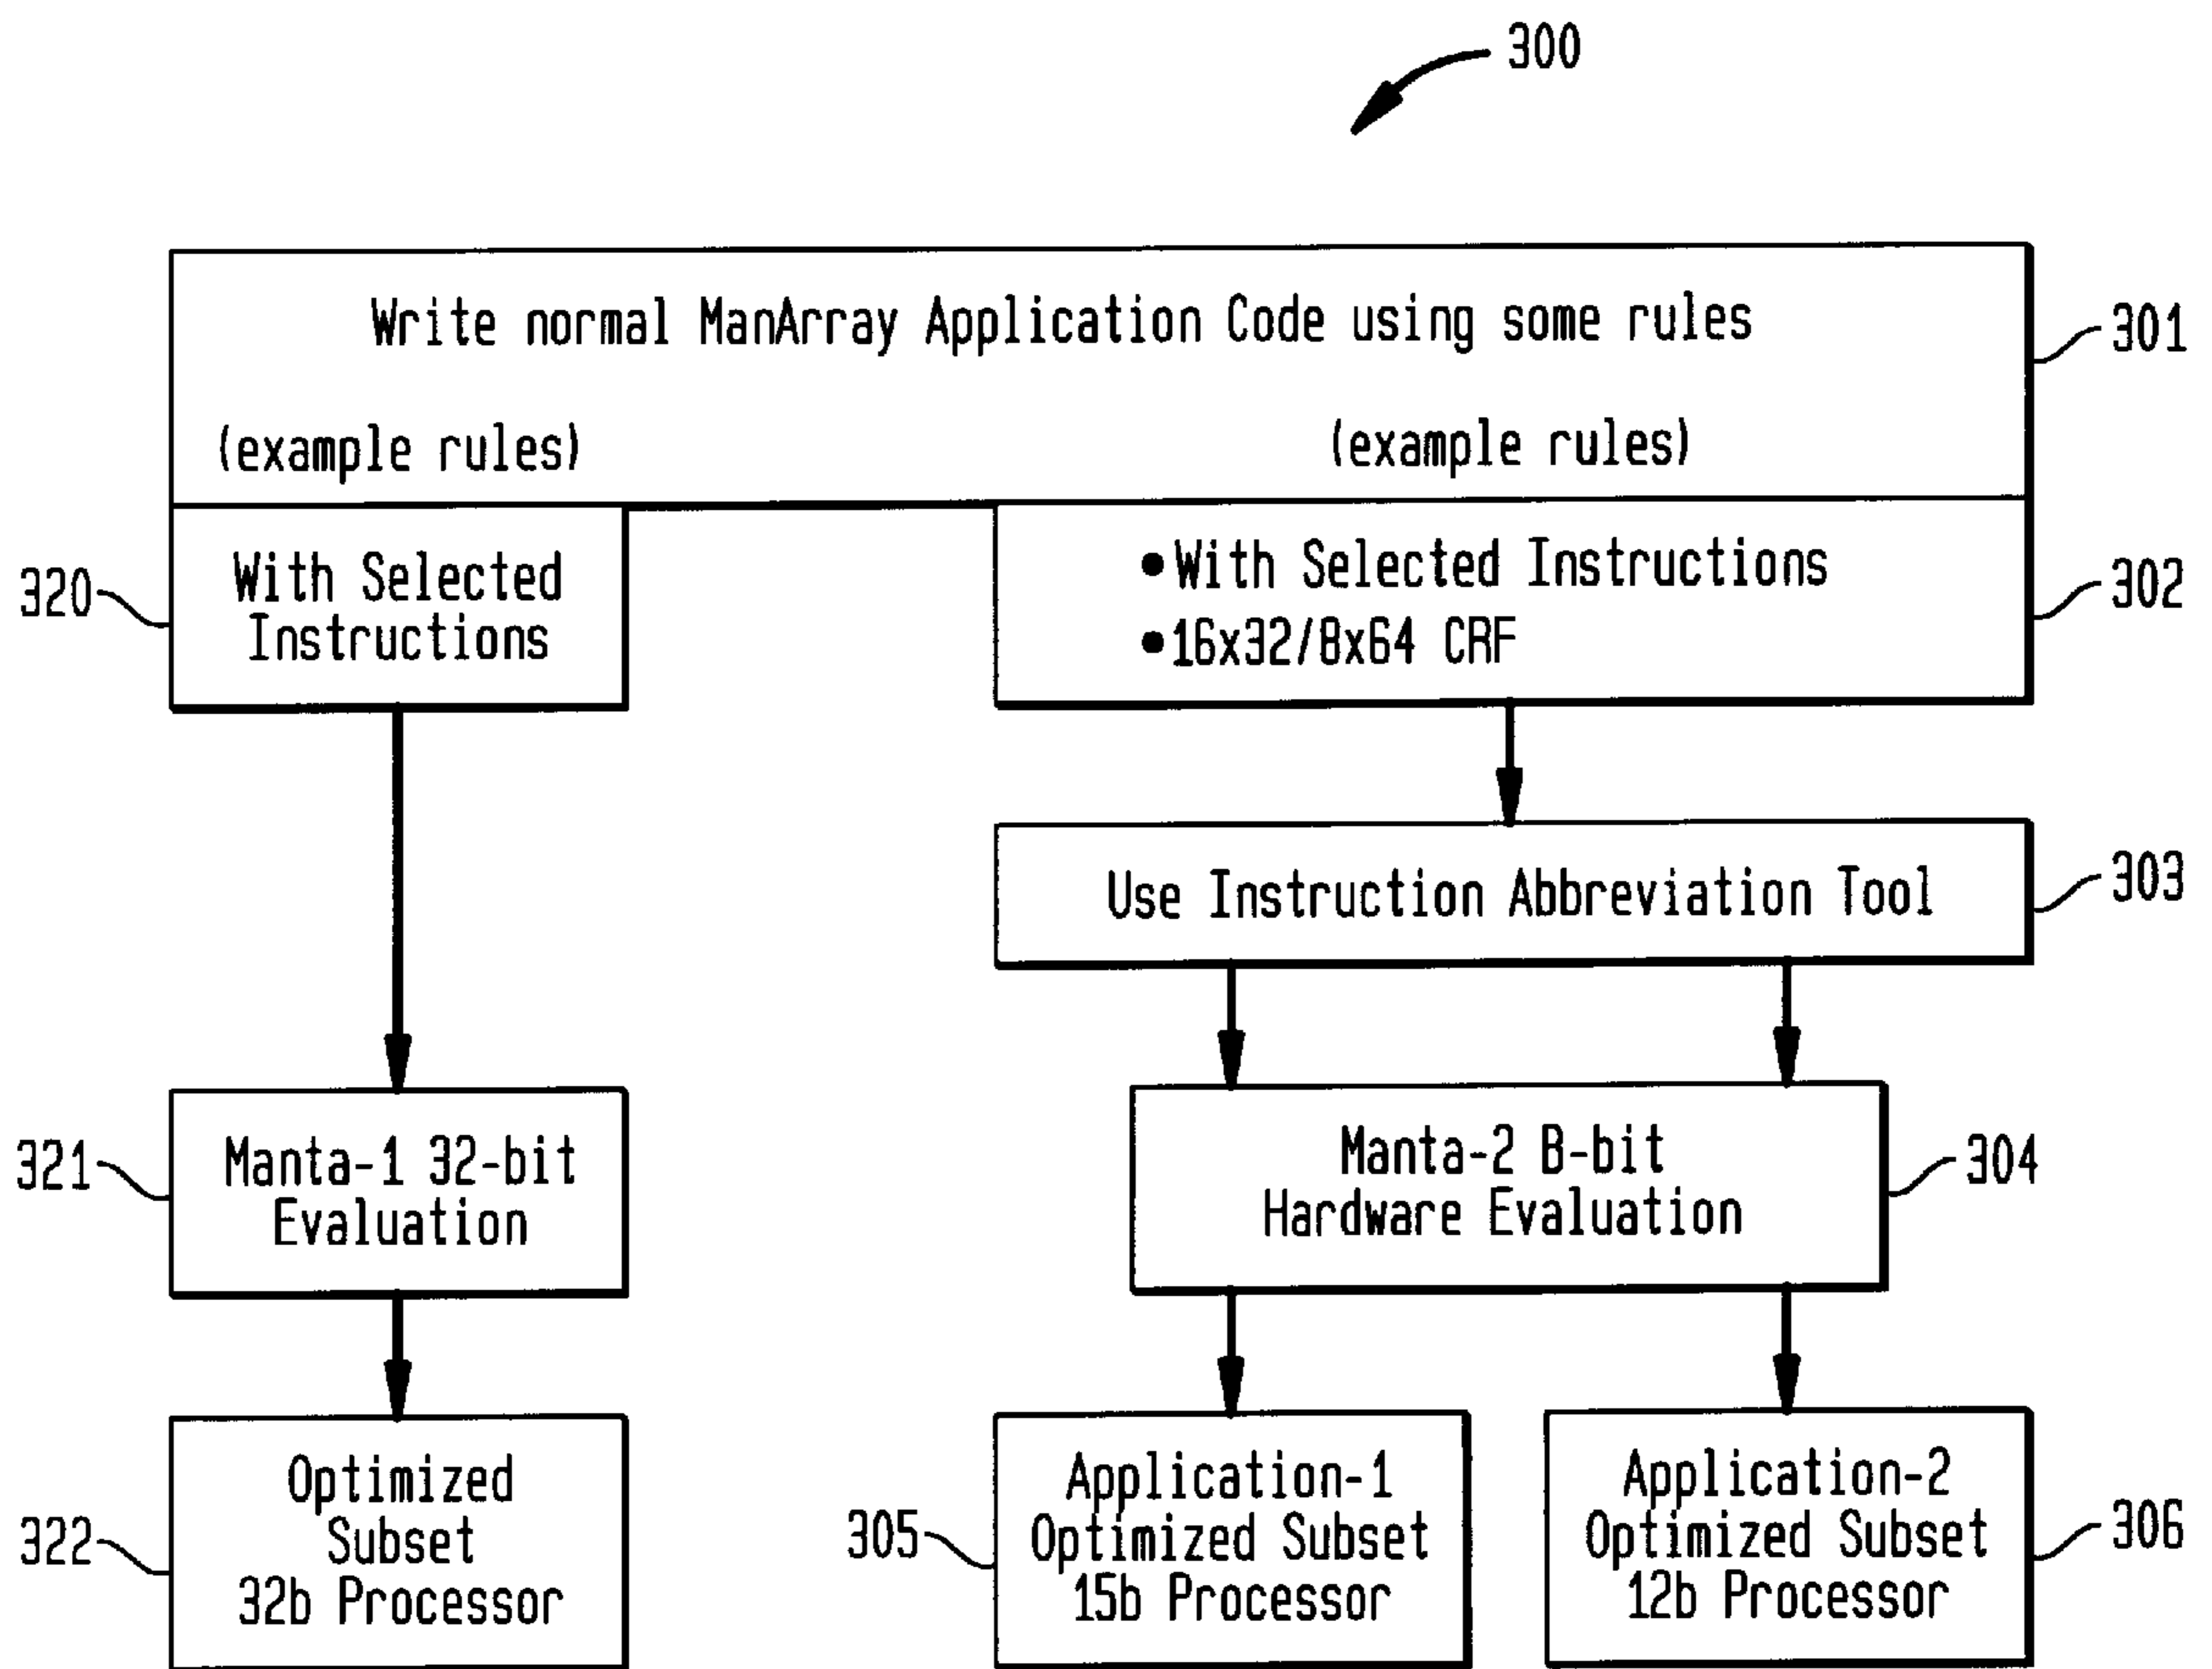 300
Write normal ManArray Application Code using some rules
301
(example rules)
(example rules)
320
With Selected
Instructions
•With Selected Instructions
•16x32/8x64 CRF
302
Use Instruction Abbreviation Tool
303
321
Manta-1 32-bit
Evaluation
Manta-2 B-bit
Hardware Evaluation
304
322
Optimized
Subset
32b Processor
305
Application-1
Optimized Subset
15b Processor
Application-2
Optimized Subset
12b Processor
306